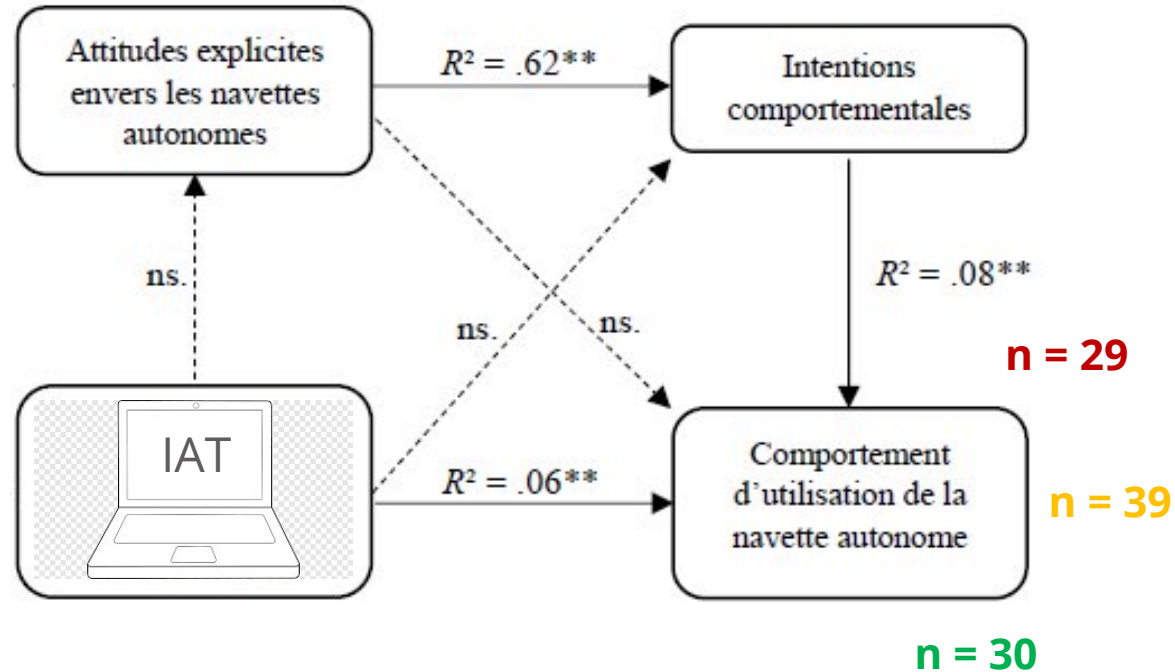 Attitudes explicites
envers les navettes
autonomes
R² = .62**
Intentions
comportementales
ns.
R² = .08**
ns.
ns.
n = 29
IAT
R² = .06**
Comportement
d’utilisation de la
navette autonome
n = 39
n = 30